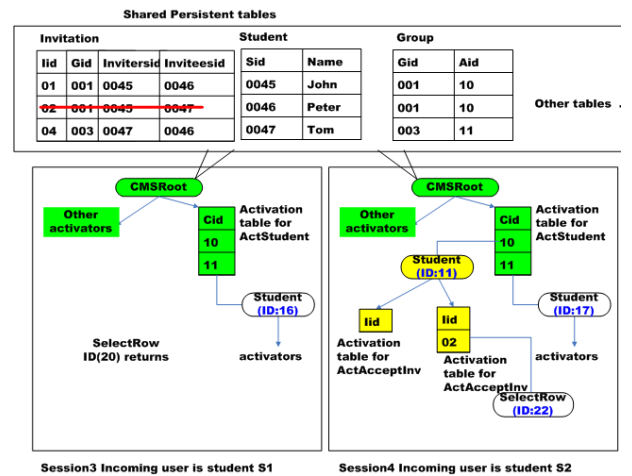 Shared Persistent tables
Invitation
Iid Gid Invitersid Inviteesid
01 001 0045 0046
02 001 0045 0047
04 003 0047 0046
Student
Sid Name
0045 John
0046 Peter
0047 Tom
Group
Gid Aid
001 10
001 10
003 11
Other tables .
CMSRoot
Other
activators
Cid
10
11
Activation
table for
ActStudent
Student
(ID:16)
SelectRow
ID(20) returns
activators
CMSRoot
Other
activators
Cid
10
11
Activation
table for
ActStudent
Student
(ID:11)
Iid
Activation
table for
ActAcceptInv
Iid
02
Activation
table for
ActAcceptInv
Student
(ID:17)
activators
SelectRow
(ID:22)
Session3 Incoming user is student S1
Session4 Incoming user is student S2